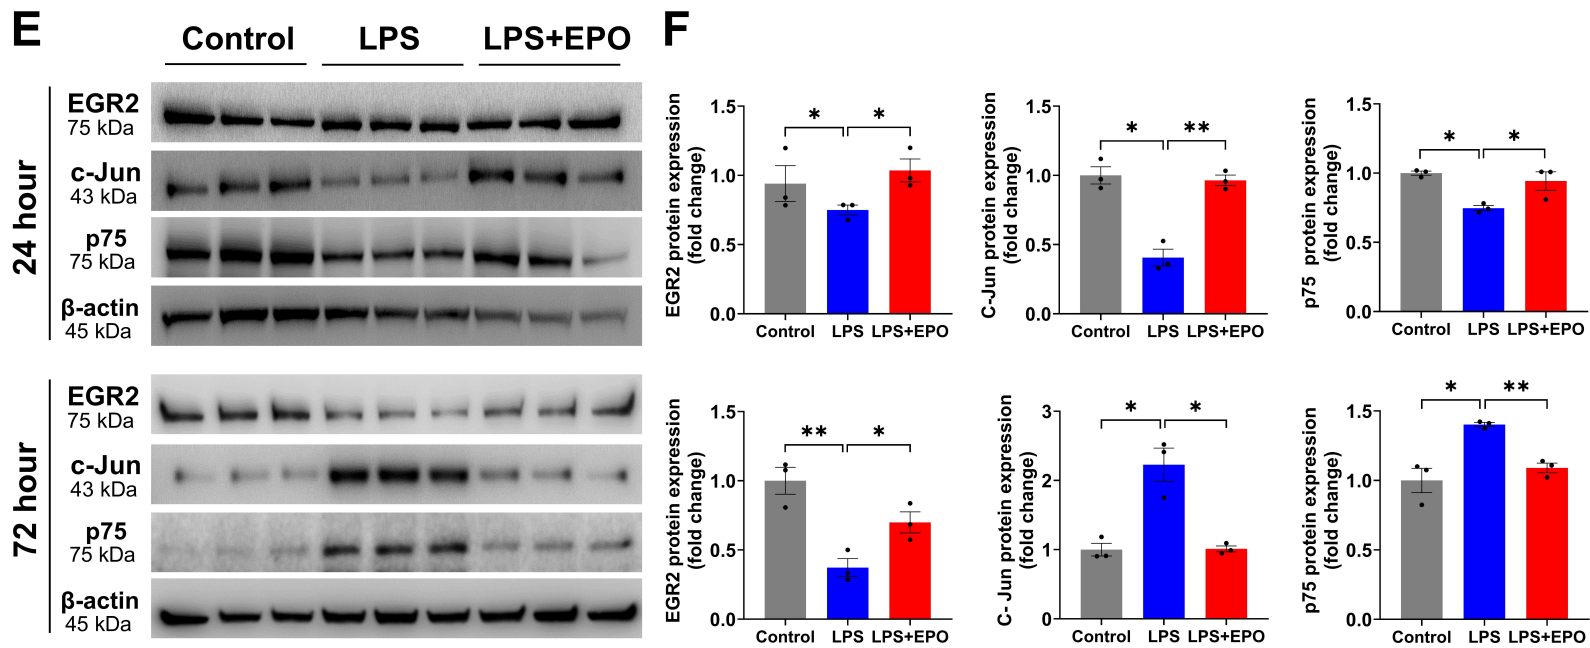 E
Control LPS LPS+EPO
24 hour
EGR2
75 kDa
c-Jun
43 kDa
p75
75 kDa
β-actin
45 kDa
72 hour
EGR2
75 kDa
c-Jun
43 kDa
p75
75 kDa
β-actin
45 kDa
F
EGR2 protein expression
(fold change)
1.5
1.0
0.5
0.0
* *
Control LPS LPS+EPO
C-Jun protein expression
(fold change)
1.5
1.0
0.5
0.0
* **
Control LPS LPS+EPO
p75 protein expression
(fold change)
1.5
1.0
0.5
0.0
* *
Control LPS LPS+EPO
EGR2 protein expression
(fold change)
1.5
1.0
0.5
0.0
** *
Control LPS LPS+EPO
C- Jun protein expression
(fold change)
3
2
1
0
* *
Control LPS LPS+EPO
p75 protein expression
(fold change)
1.5
1.0
0.5
0.0
* **
Control LPS LPS+EPO